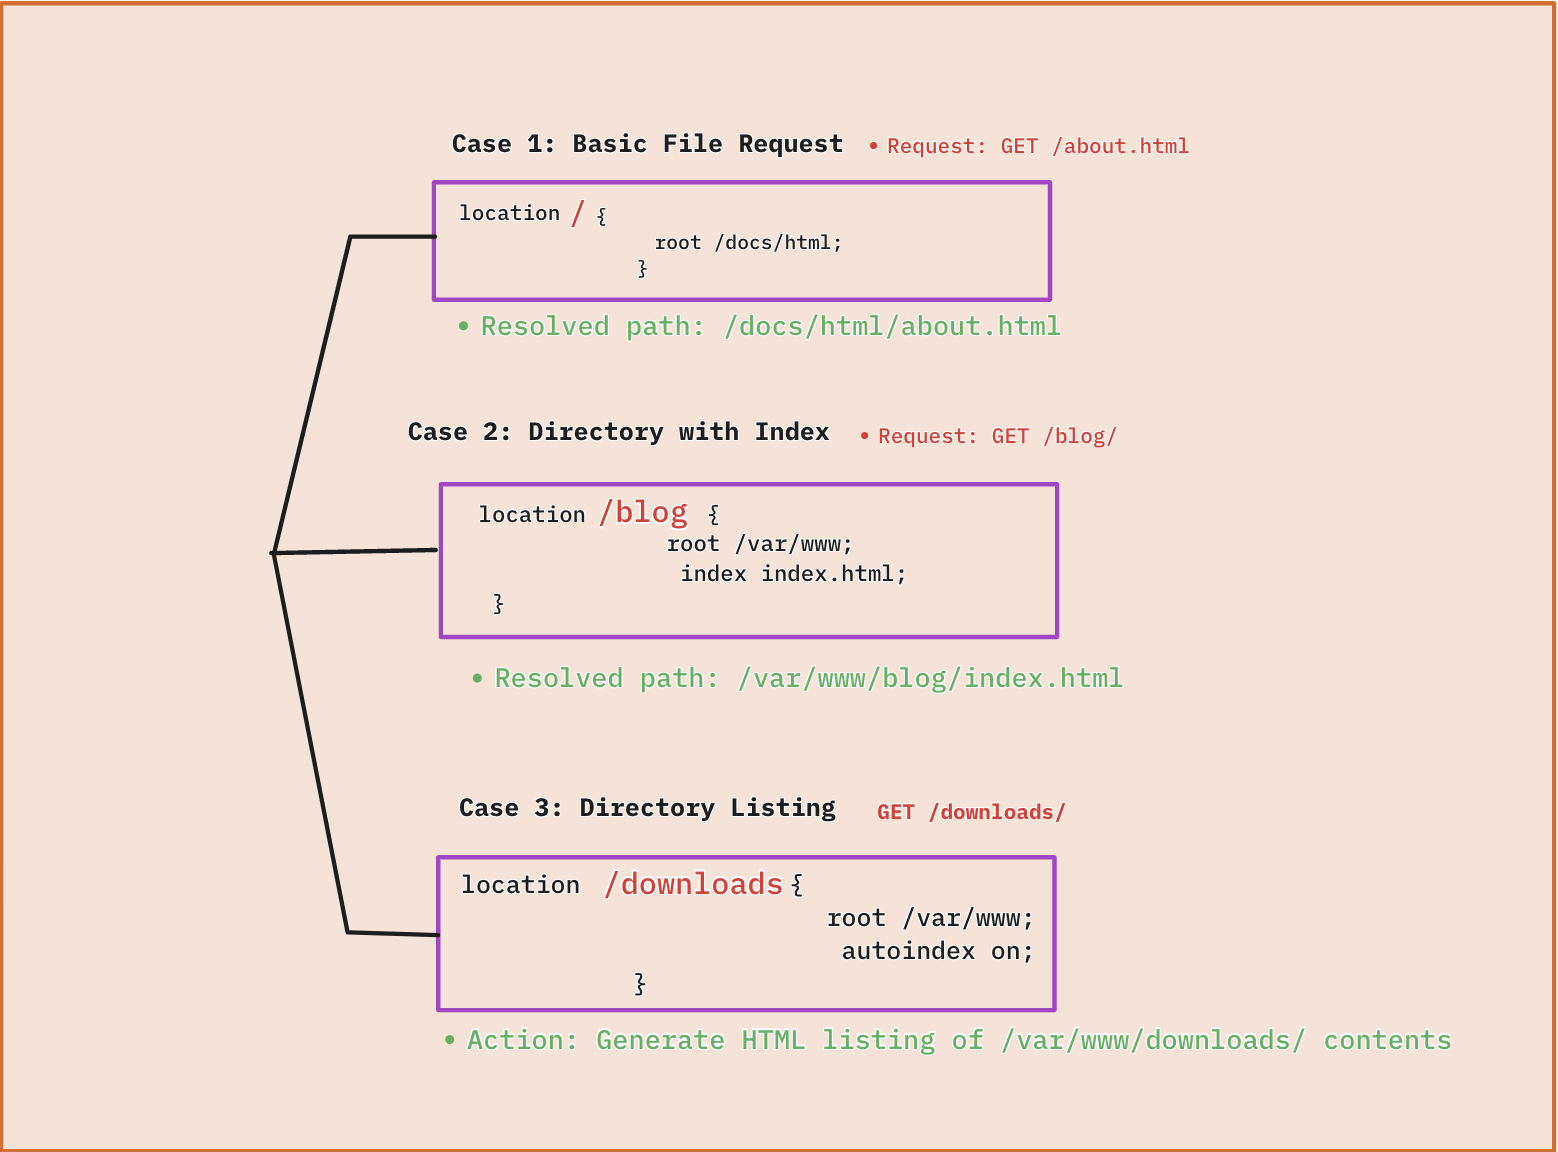 Case 1: Basic File Request • Request: GET /about.html
location / {
root /docs/html;
}
• Resolved path: /docs/html/about.html
Case 2: Directory with Index • Request: GET /blog/
location /blog {
root /var/www;
index index.html;
}
• Resolved path: /var/www/blog/index.html
Case 3: Directory Listing GET /downloads/
location /downloads {
root /var/www;
autoindex on;
}
• Action: Generate HTML listing of /var/www/downloads/ contents